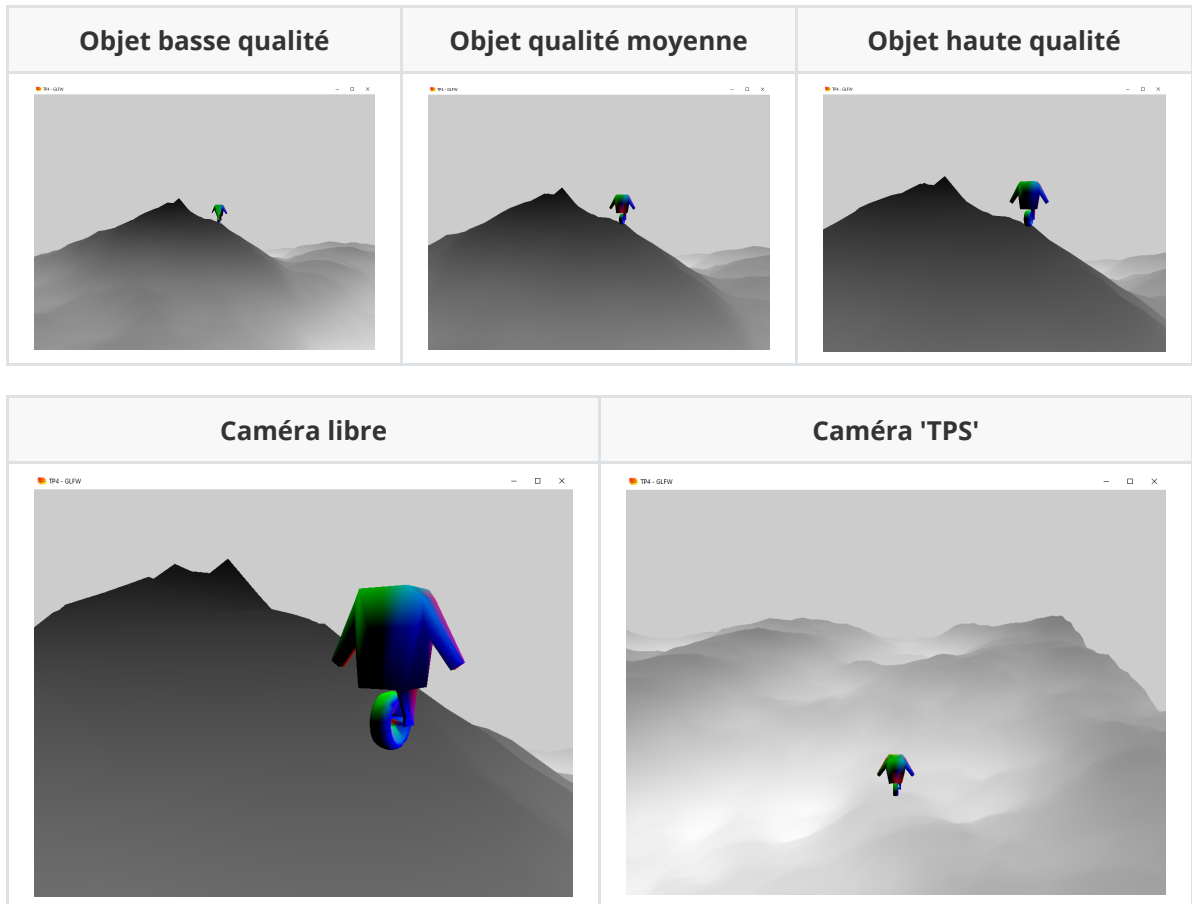 Objet basse qualité
Objet qualité moyenne
Objet haute qualité
TP4 - GLFW
TP4 - GLFW
TP4 - GLFW
Caméra libre
Caméra 'TPS'
TP4 - GLFW
TP4 - GLFW